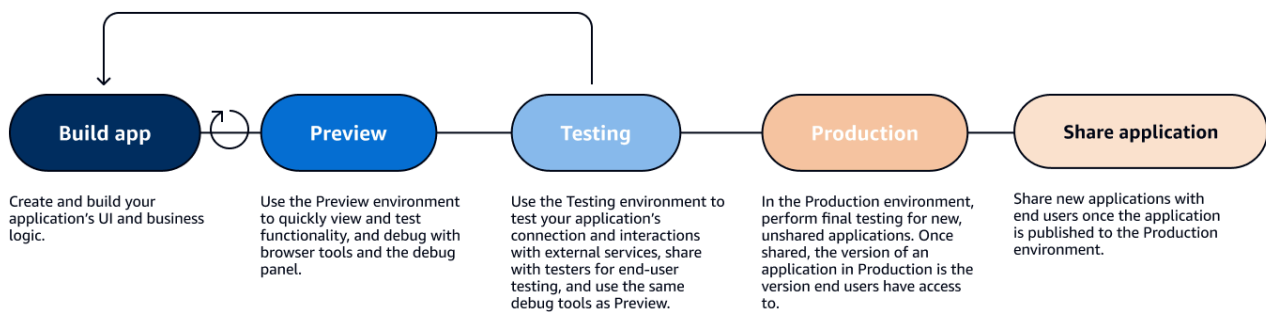 Build app
Preview
Testing
Production
Share application
Create and build your
application's UI and business
logic.
Use the Preview environment
to quickly view and test
functionality, and debug with
browser tools and the debug
panel.
Use the Testing environment to
test your application's
connection and interactions
with external services, share
with testers for end-user
testing, and use the same
debug tools as Preview.
In the Production environment,
perform final testing for new,
unshared applications. Once
shared, the version of an
application in Production is the
version end users have access
to.
Share new applications with
end users once the application
is published to the Production
environment.